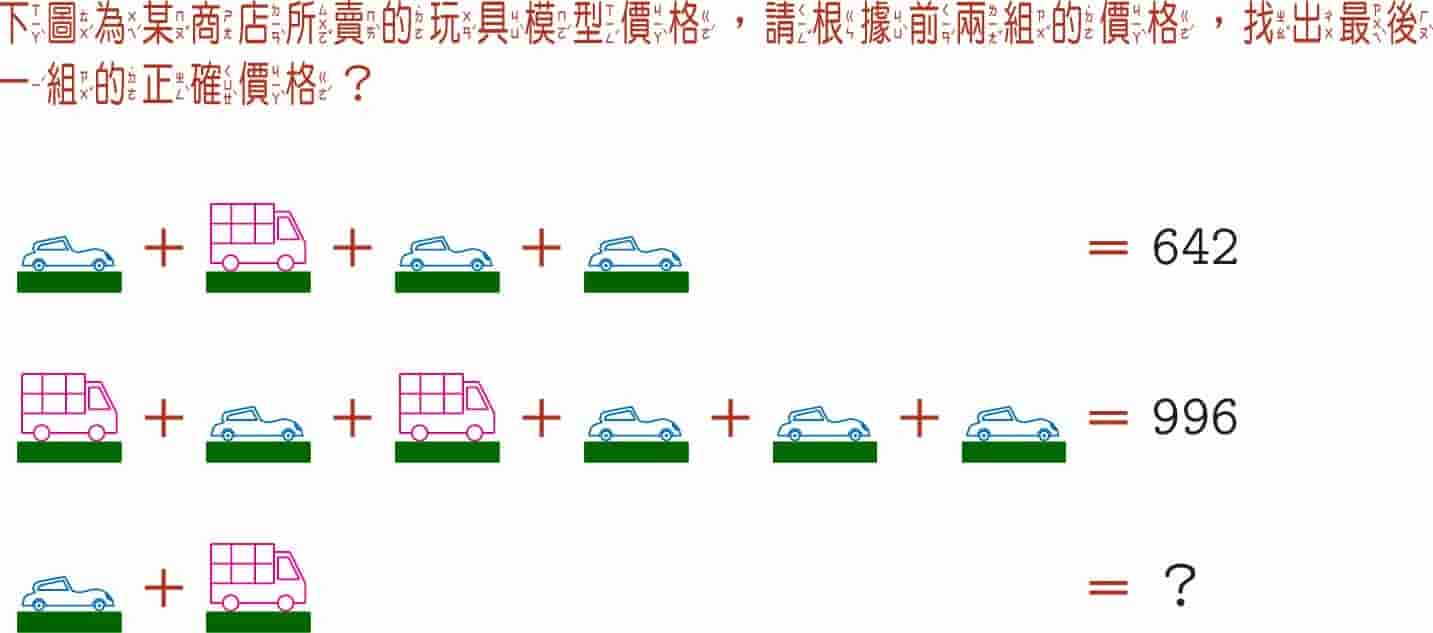 下圖為某商店所賣的玩具模型價格，請根據前兩組的價格，找出最後
一組的正確價格？
+ + + = 642
+ + + + + = 996
+ = ?